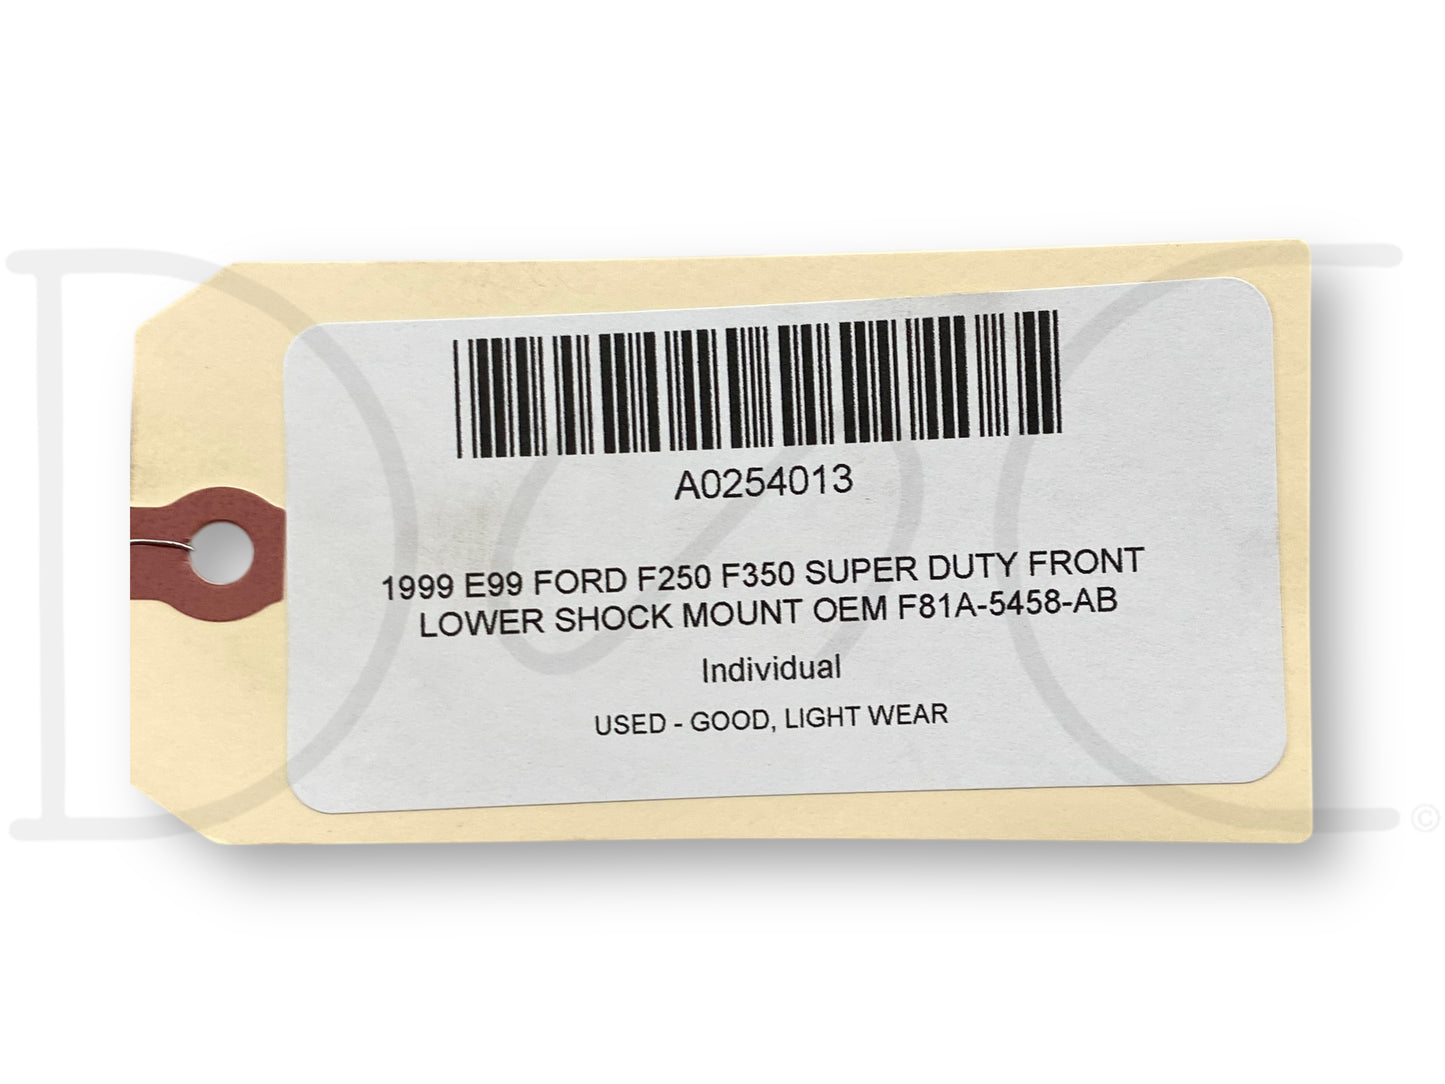 A0254013
1999 E99 FORD F250 F350 SUPER DUTY FRONT
LOWER SHOCK MOUNT OEM F81A-5458-AB
Individual
USED - GOOD, LIGHT WEAR
©